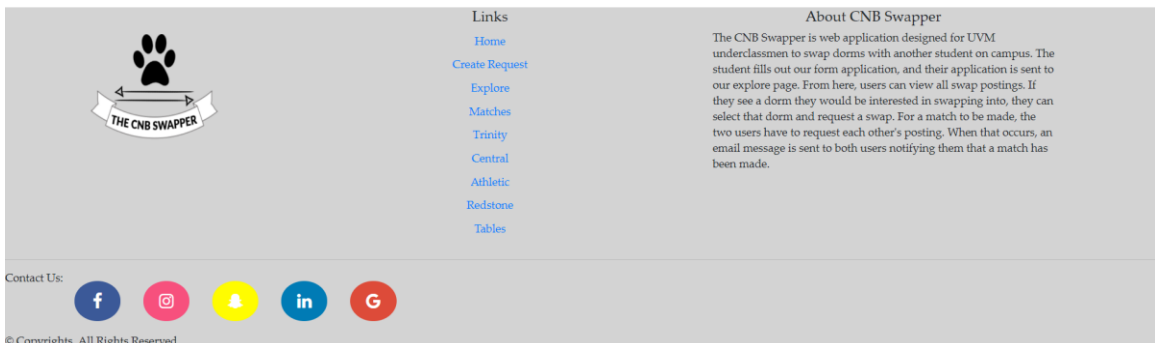 THE CNB SWAPPER
Links
Home
Create Request
Explore
Matches
Trinity
Central
Athletic
Redstone
Tables
About CNB Swapper
The CNB Swapper is web application designed for UVM
underclassmen to swap dorms with another student on campus. The
student fills out our form application, and their application is sent to
our explore page. From here, users can view all swap postings. If
they see a dorm they would be interested in swapping into, they can
select that dorm and request a swap. For a match to be made, the
two users have to request each other's posting. When that occurs, an
email message is sent to both users notifying them that a match has
been made.
Contact Us:
f
in
G
© Copyrights. All Rights Reserved